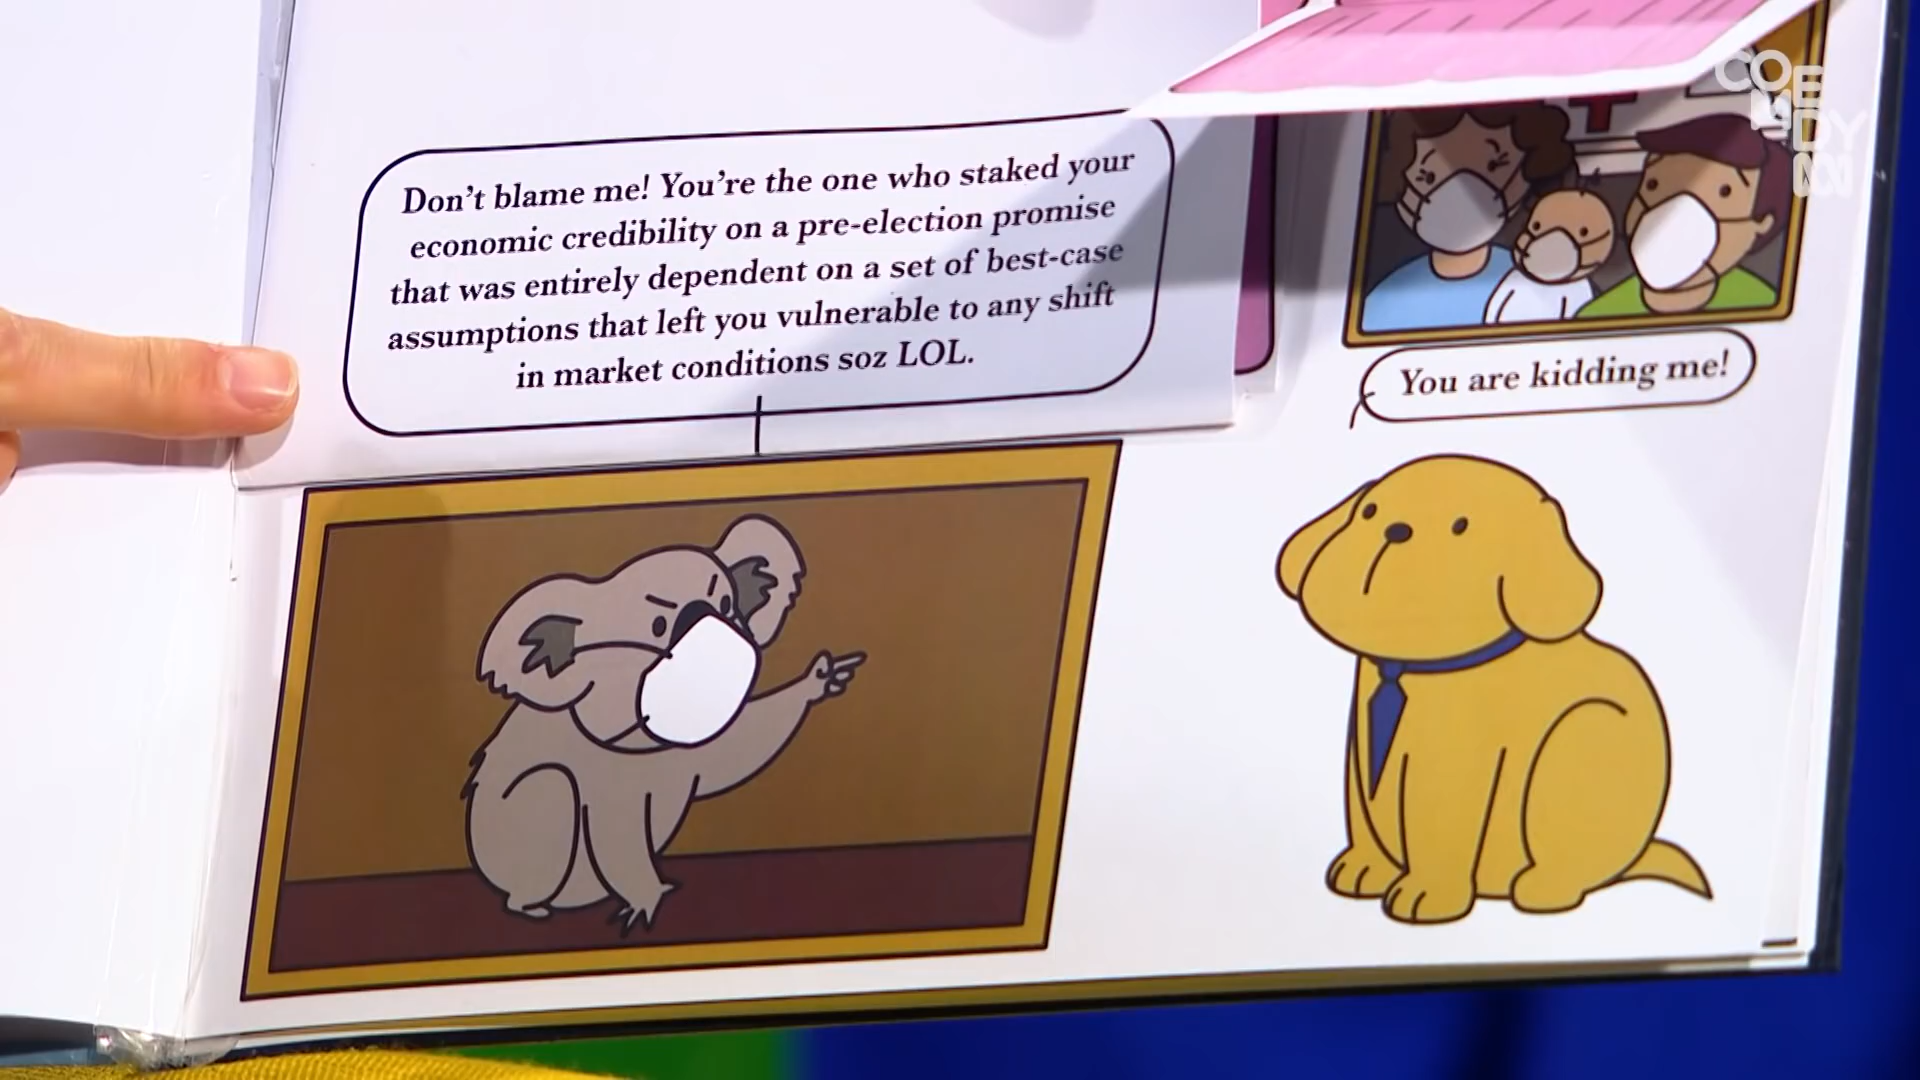 Don't blame me! You're the one who staked your
economic credibility on a pre-election promise
that was entirely dependent on a set of best-case
assumptions that left you vulnerable to any shift
in market conditions soz LOL.
You are kidding me!
COMEDY